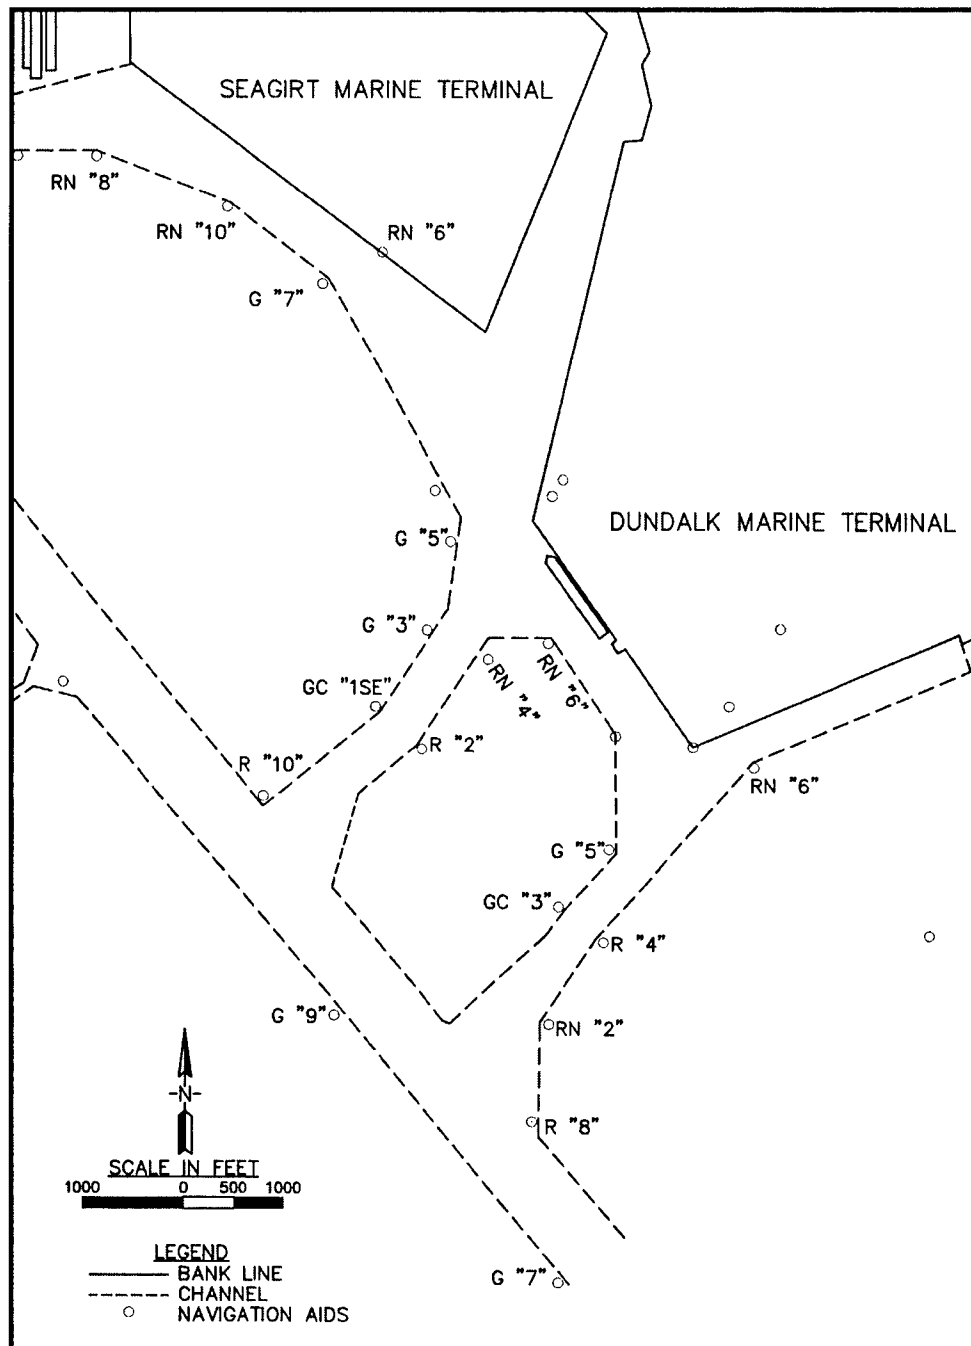 SEAGIRT MARINE TERMINAL
RN "8"
RN "10"
RN "6"
G "7"
DUNDALK MARINE TERMINAL
G "5"
G "3"
RN "4"
RN "6"
GC "1SE"
R "2"
R "10"
RN "6"
G "5"
GC "3"
R "4"
G "9"
RN "2"
-N-
R "8"
SCALE IN FEET
1000 0 500 1000
LEGEND
BANK LINE
CHANNEL
NAVIGATION AIDS
G "7"